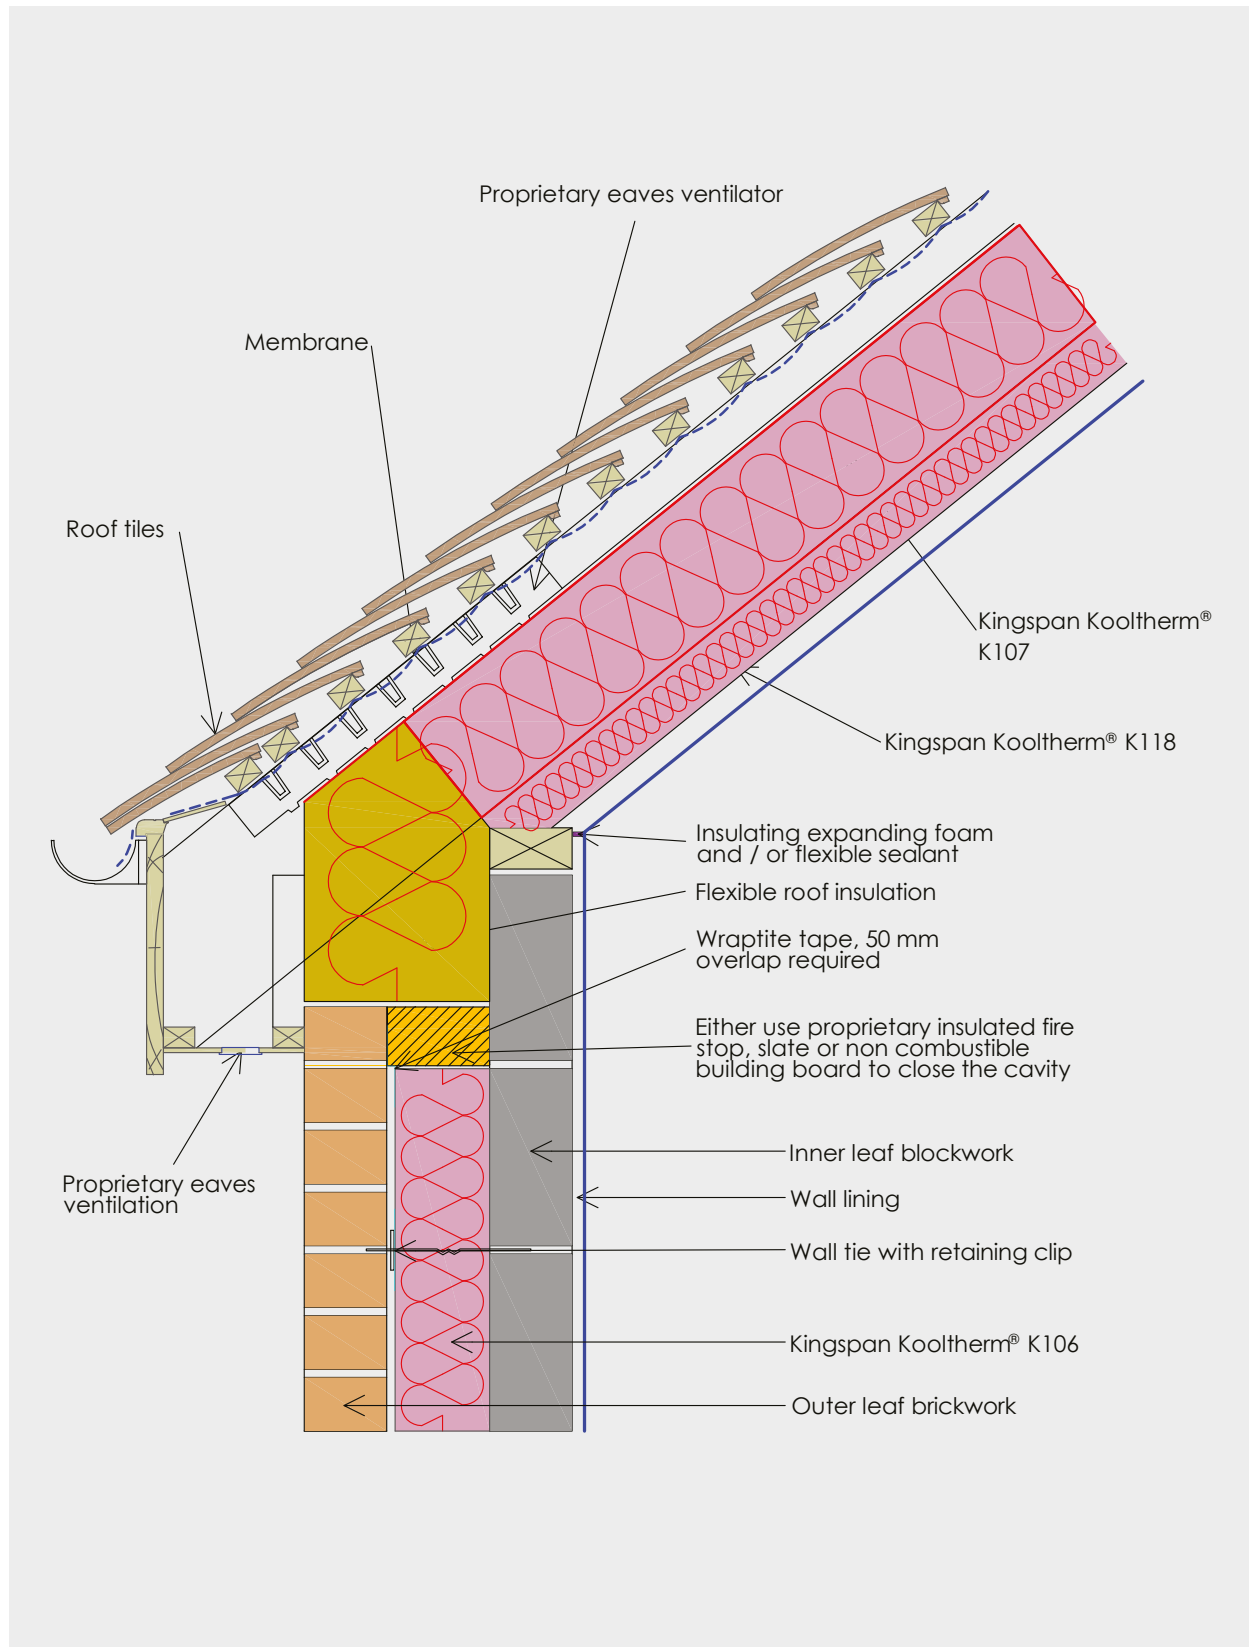 Proprietary eaves ventilator
Membrane
Roof tiles
Kingspan Kooltherm®
K107
Kingspan Kooltherm® K118
Insulating expanding foam
and / or flexible sealant
Flexible roof insulation
Wraptite tape, 50 mm
overlap required
Either use proprietary insulated fire
stop, slate or non combustible
building board to close the cavity
Inner leaf blockwork
Proprietary eaves
ventilation
Wall lining
Wall tie with retaining clip
Kingspan Kooltherm® K106
Outer leaf brickwork